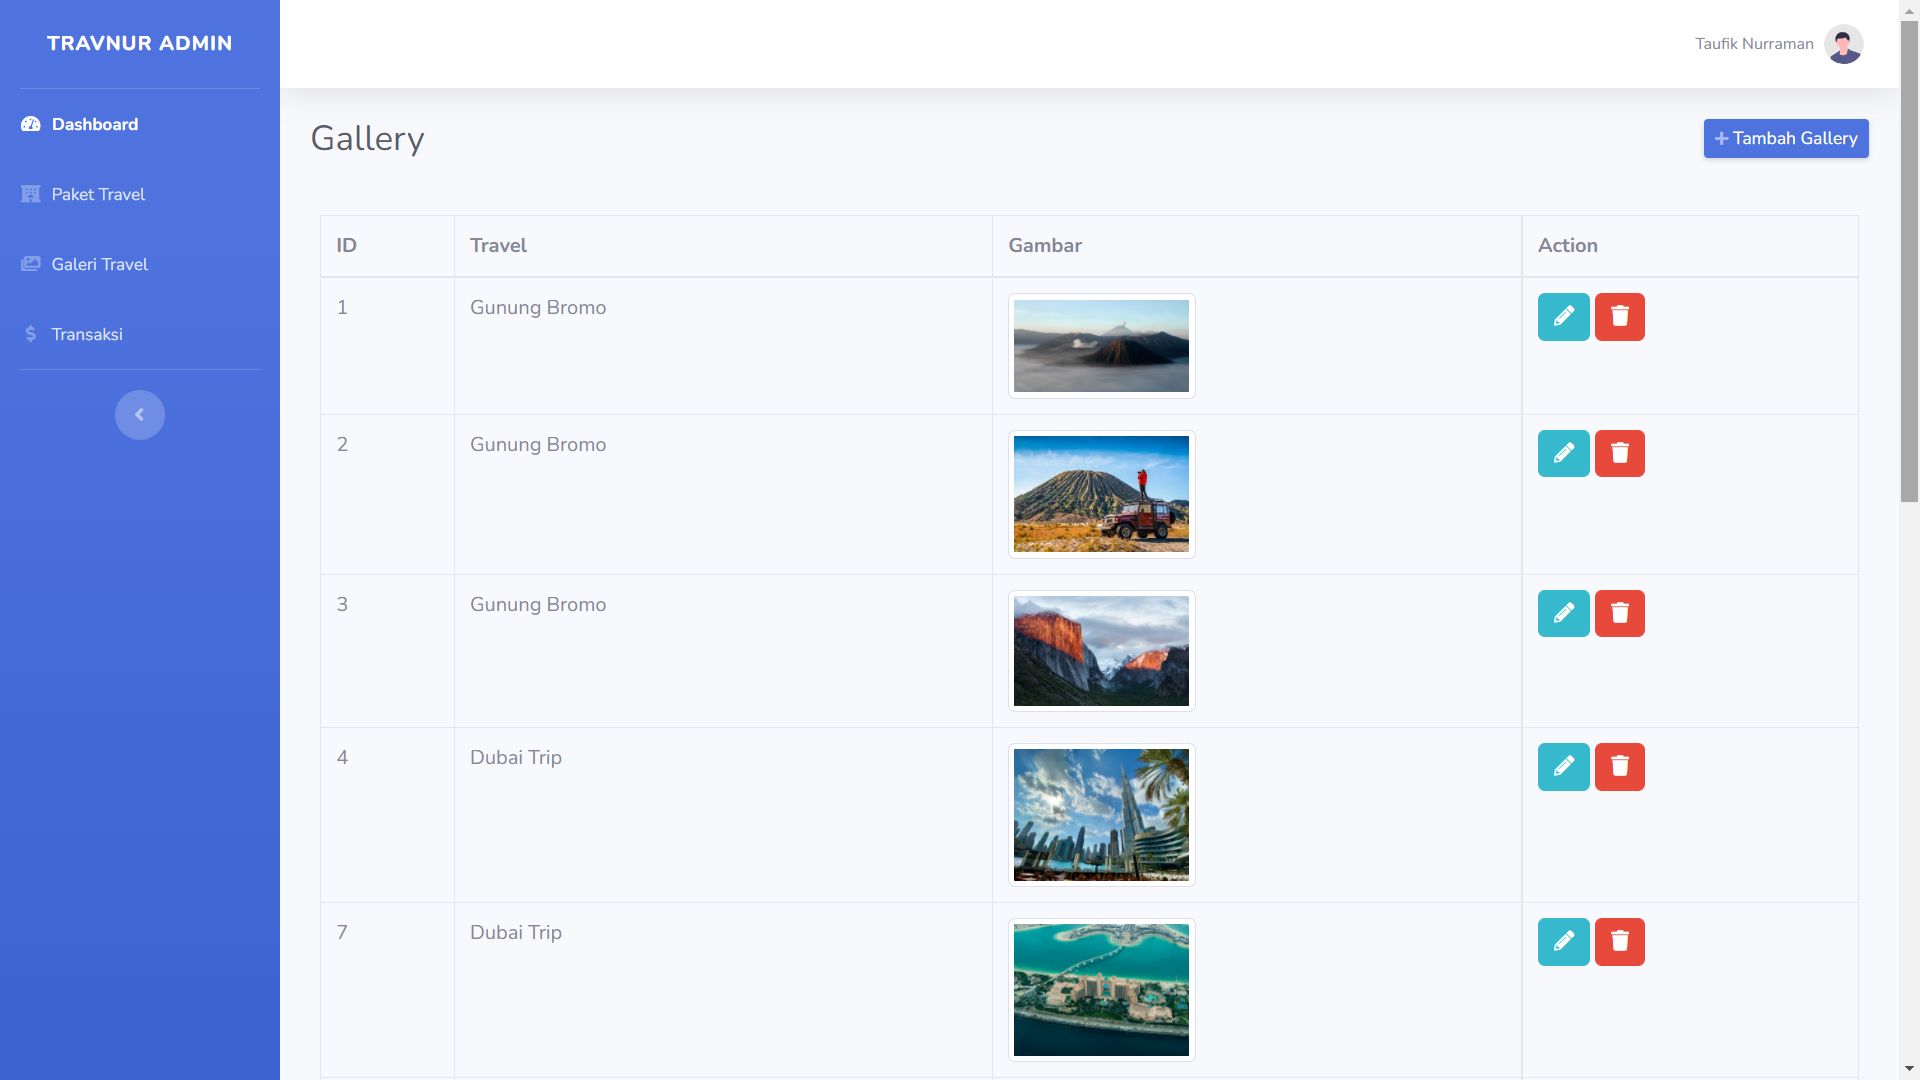 TRAVNUR ADMIN
Taufik Nurraman
Dashboard
Paket Travel
Galeri Travel
Transaksi
Gallery
Tambah Gallery
ID Travel Gambar Action
1 Gunung Bromo
2 Gunung Bromo
3 Gunung Bromo
4 Dubai Trip
7 Dubai Trip